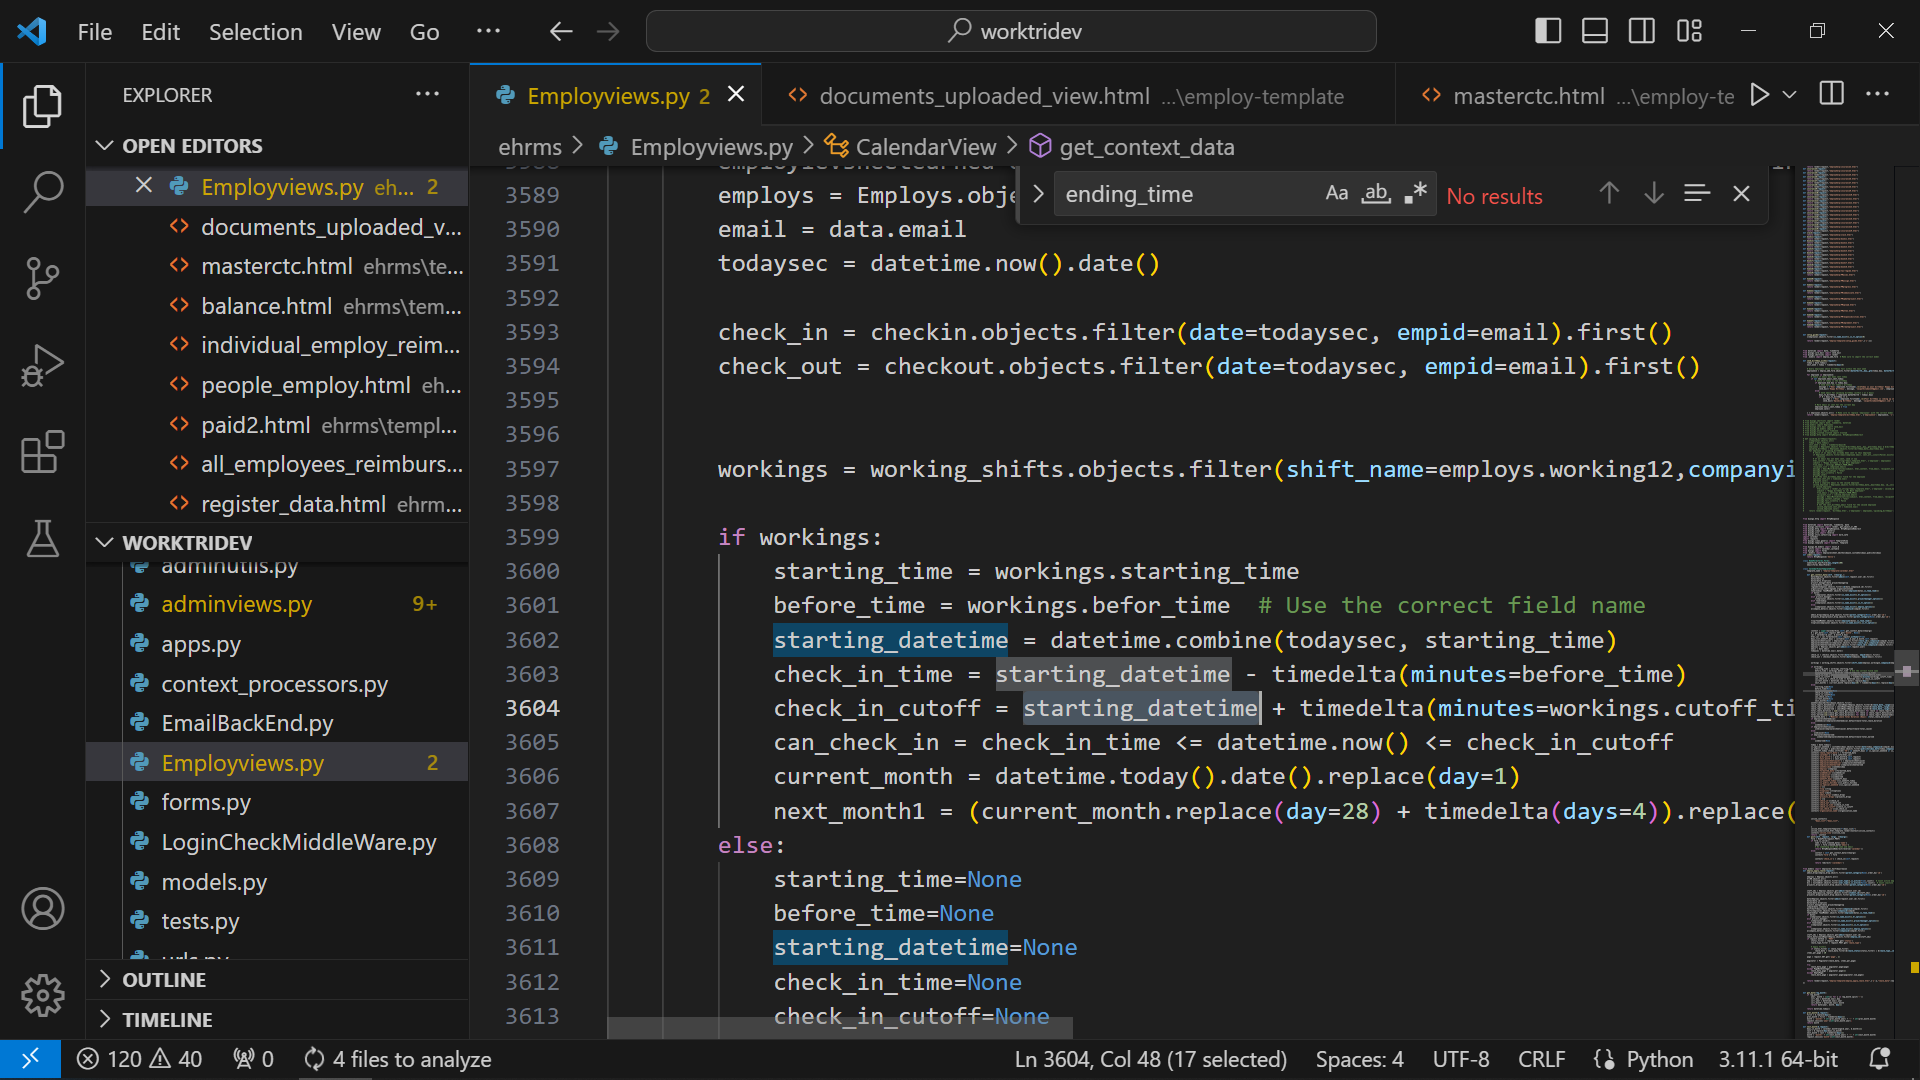 File Edit Selection View Go ··· worktridev
EXPLORER
OPEN EDITORS
Employviews.py eh... 2
documents_uploaded_v...
masterctc.html ehrms\te...
balance.html ehrms\tem...
individual_employ_reim...
people_employ.html eh...
paid2.html ehrms\templ...
all_employees_reimburs...
register_data.html ehrm...
WORKTRIDEV
adminutils.py
adminviews.py 9+
apps.py
context_processors.py
EmailBackEnd.py
Employviews.py 2
forms.py
LoginCheckMiddleWare.py
models.py
tests.py
urls.py
OUTLINE
TIMELINE
Employviews.py 2 documents_uploaded_view.html ...\employ-template masterctc.html ...\employ-te
ehrms > Employviews.py > CalendarView > get_context_data
ending_time Aa ab .* No results
3589 employs = Employs.obje
3590 email = data.email
3591 todaysec = datetime.now().date()
3592
3593 check_in = checkin.objects.filter(date=todaysec, empid=email).first()
3594 check_out = checkout.objects.filter(date=todaysec, empid=email).first()
3595
3596
3597 workings = working_shifts.objects.filter(shift_name=employs.working12,companyi
3598
3599 if workings:
3600 starting_time = workings.starting_time
3601 before_time = workings.befor_time # Use the correct field name
3602 starting_datetime = datetime.combine(todaysec, starting_time)
3603 check_in_time = starting_datetime - timedelta(minutes=before_time)
3604 check_in_cutoff = starting_datetime + timedelta(minutes=workings.cutoff_ti
3605 can_check_in = check_in_time <= datetime.now() <= check_in_cutoff
3606 current_month = datetime.today().date().replace(day=1)
3607 next_month1 = (current_month.replace(day=28) + timedelta(days=4)).replace(
3608 else:
3609 starting_time=None
3610 before_time=None
3611 starting_datetime=None
3612 check_in_time=None
3613 check_in_cutoff=None
120 40 0 4 files to analyze Ln 3604, Col 48 (17 selected) Spaces: 4 UTF-8 CRLF {} Python 3.11.1 64-bit